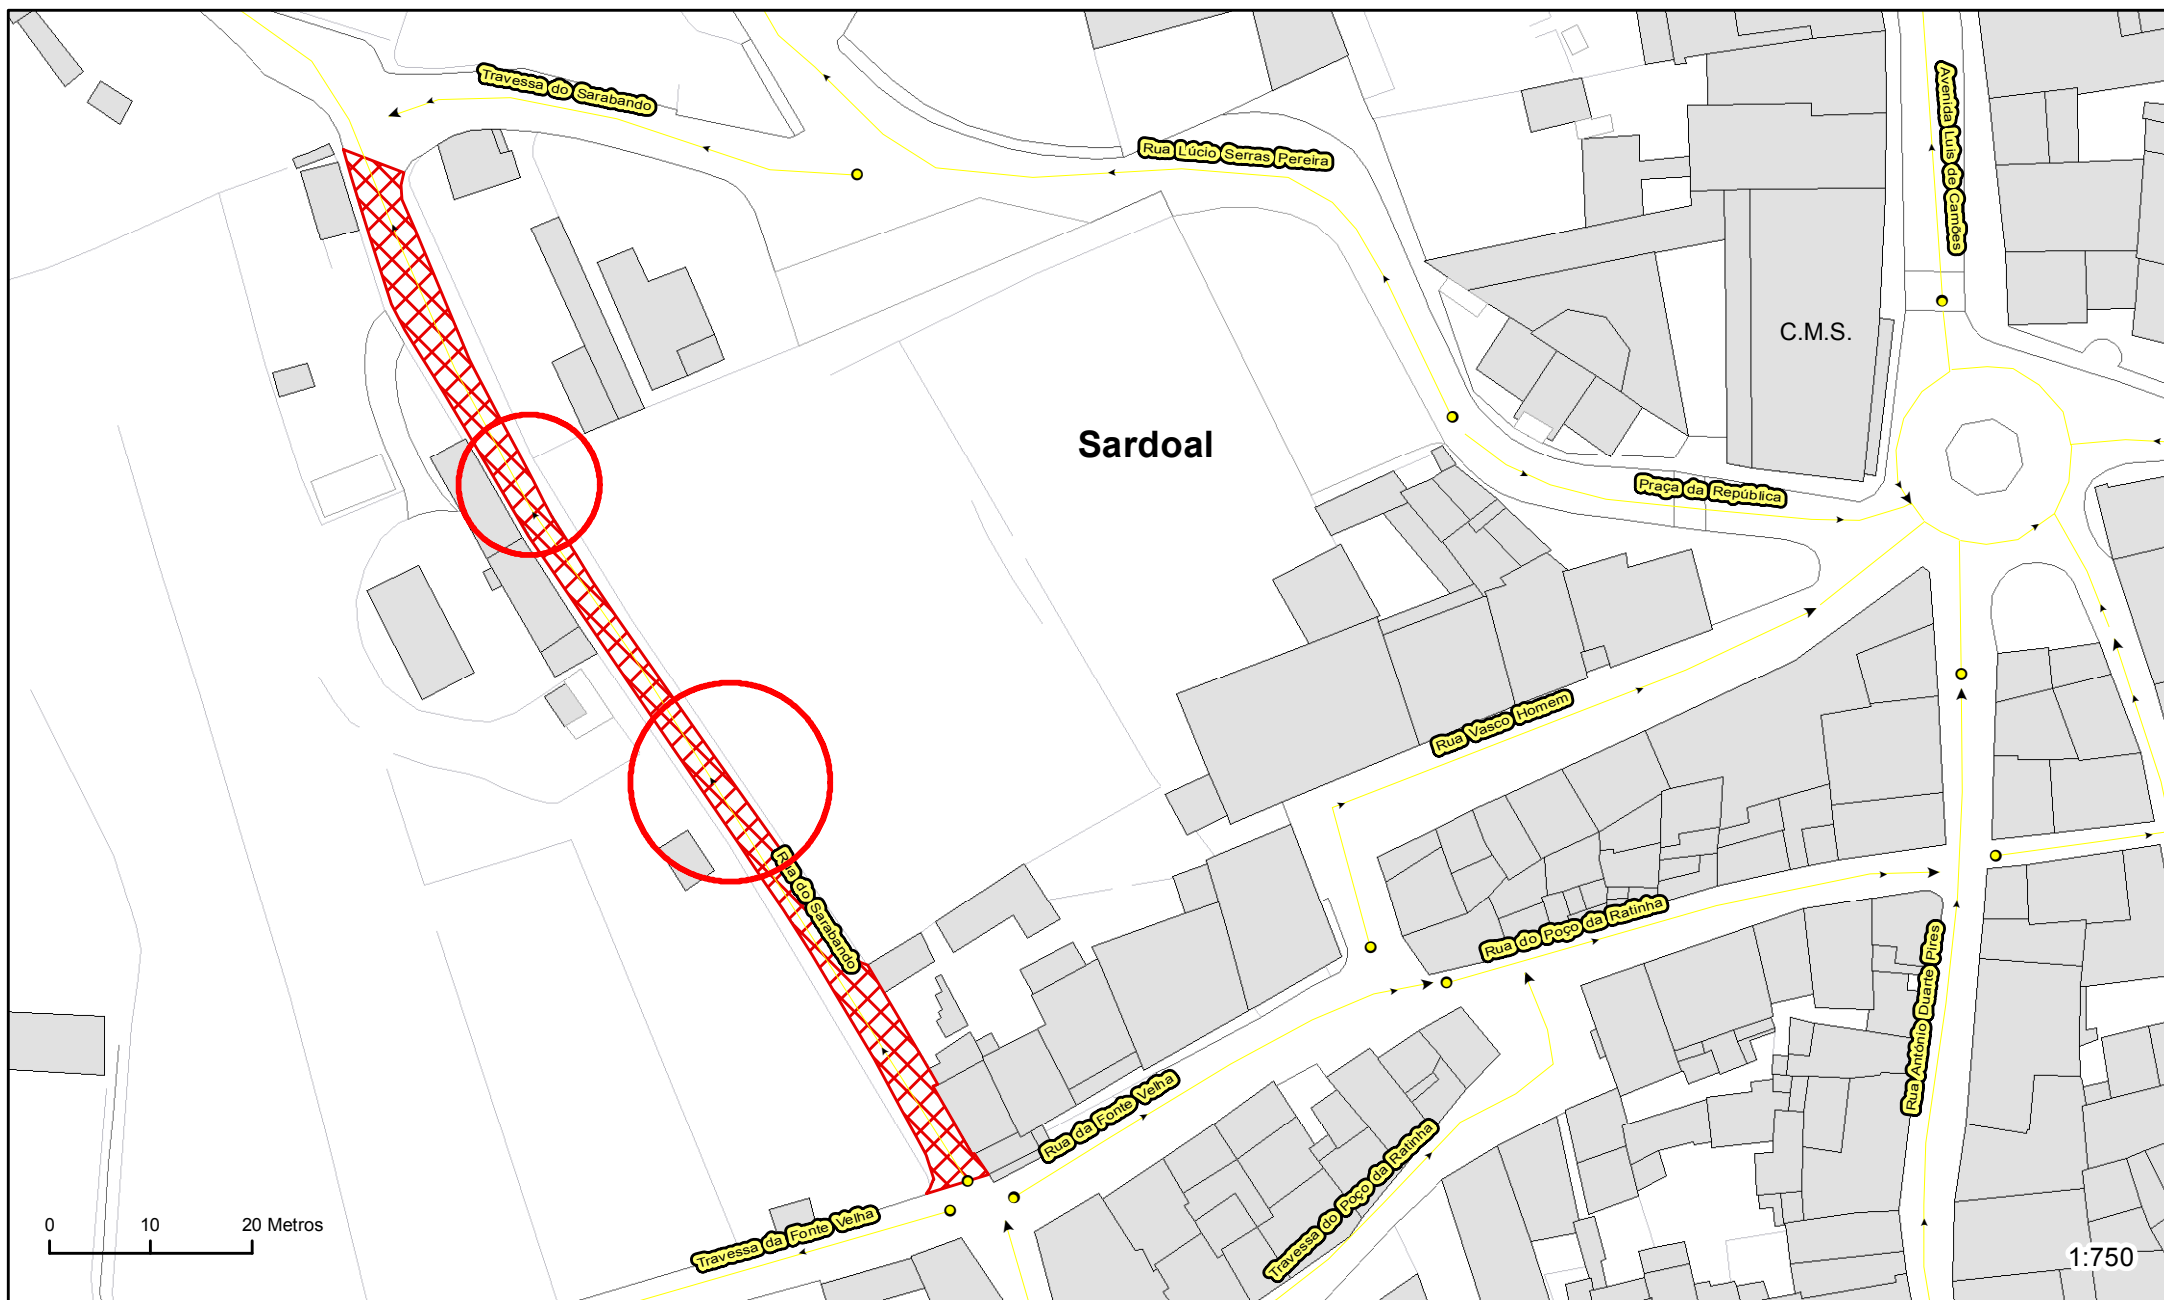 Travessa do Sarabando
Rua Lúcio Serras Pereira
Avenida Luis de Camões
C.M.S.
Sardoal
Praça da República
Rua Vasco Homem
Rua do Sarabando
Rua do Poço da Ratinha
Rua António Duarte Pires
Rua da Fonte Velha
Travessa do Poço da Ratinha
Travessa da Fonte Velha
0 10 20 Metros
1:750